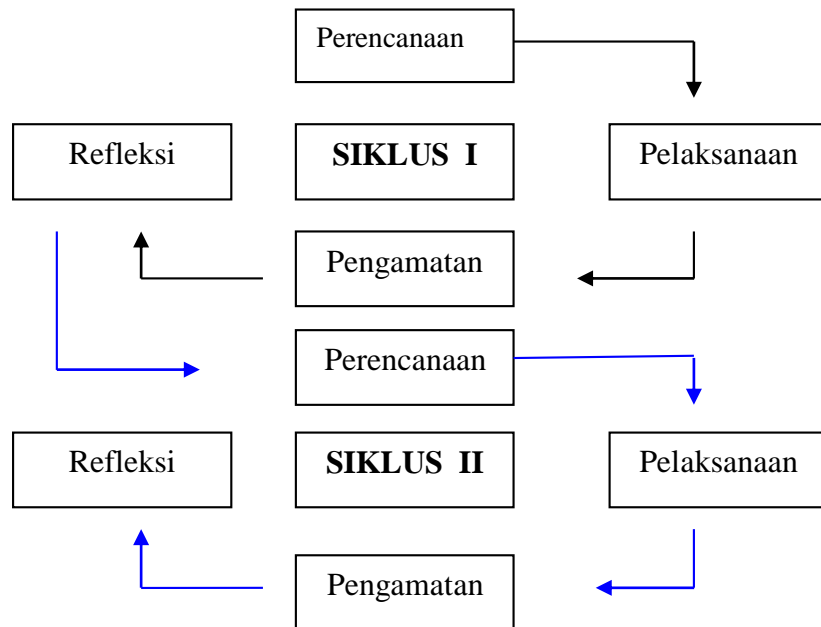 Perencanaan
Refleksi
SIKLUS I
Pelaksanaan
Pengamatan
Perencanaan
Refleksi
SIKLUS II
Pelaksanaan
Pengamatan